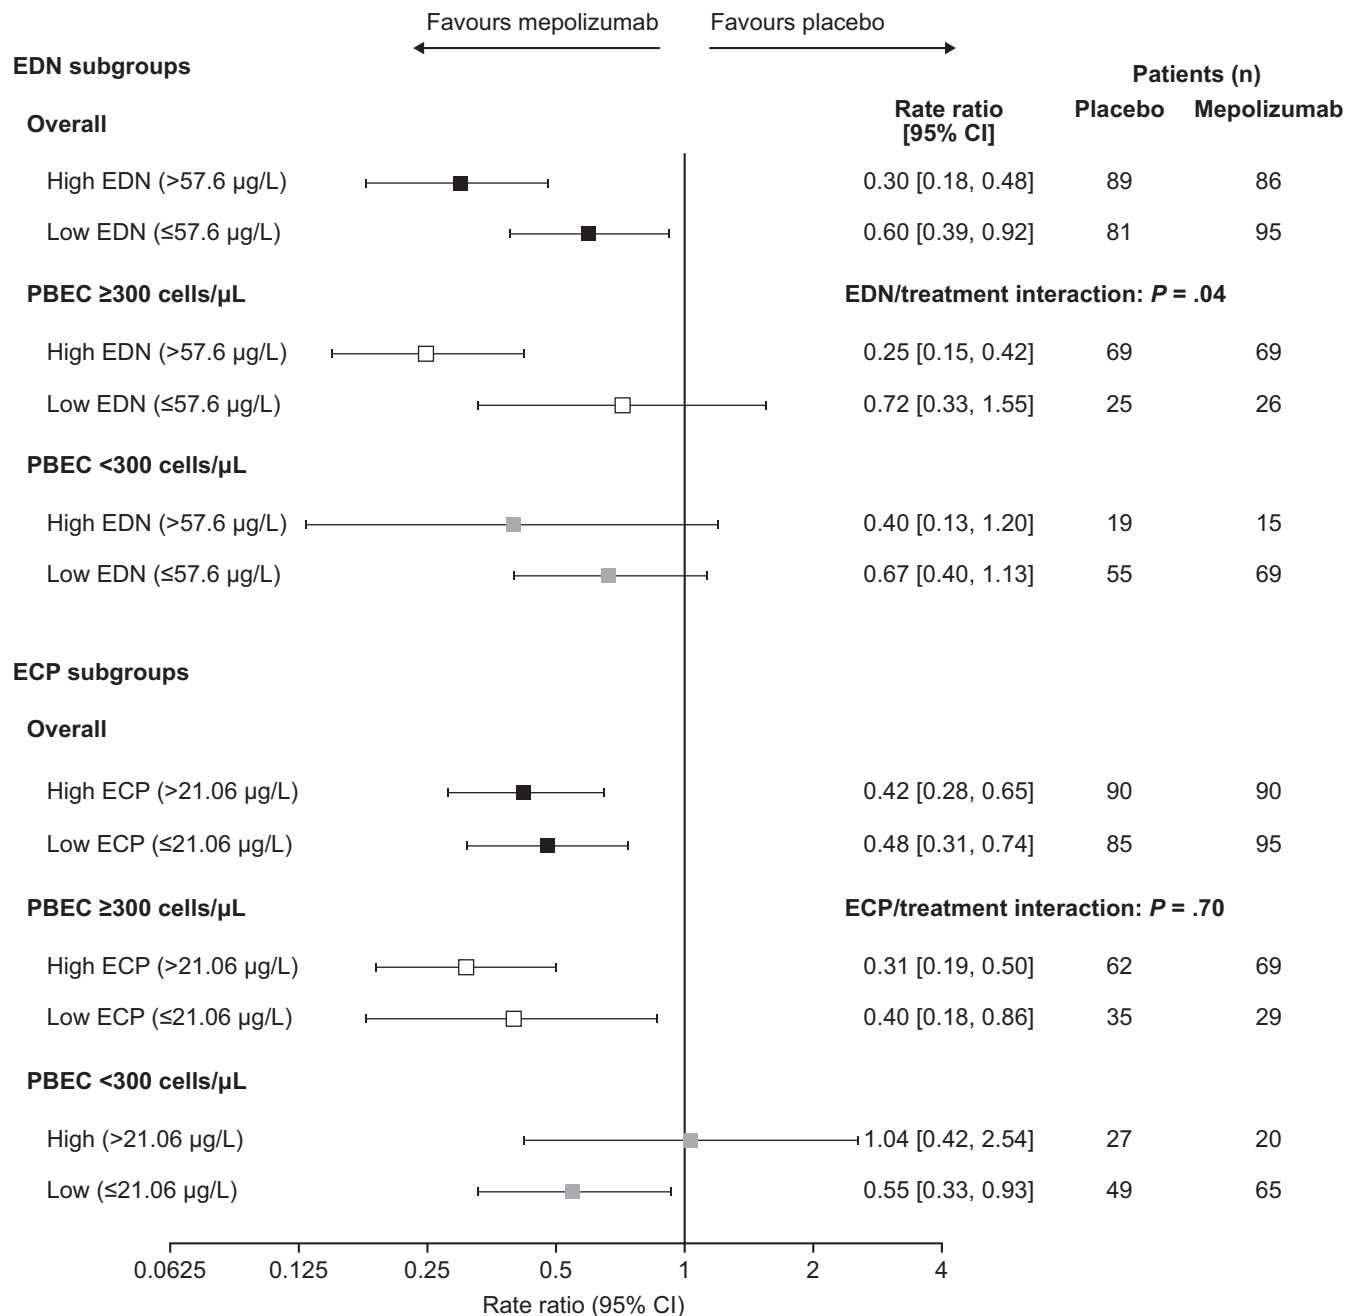 Favours mepolizumab Favours placebo
EDN subgroups
Patients (n)
Overall Rate ratio [95% CI] Placebo Mepolizumab
High EDN (>57.6 µg/L) 0.30 [0.18, 0.48] 89 86
Low EDN (≤57.6 µg/L) 0.60 [0.39, 0.92] 81 95
PBEC ≥300 cells/µL EDN/treatment interaction: P = .04
High EDN (>57.6 µg/L) 0.25 [0.15, 0.42] 69 69
Low EDN (≤57.6 µg/L) 0.72 [0.33, 1.55] 25 26
PBEC <300 cells/µL
High EDN (>57.6 µg/L) 0.40 [0.13, 1.20] 19 15
Low EDN (≤57.6 µg/L) 0.67 [0.40, 1.13] 55 69
ECP subgroups
Overall
High ECP (>21.06 µg/L) 0.42 [0.28, 0.65] 90 90
Low ECP (≤21.06 µg/L) 0.48 [0.31, 0.74] 85 95
PBEC ≥300 cells/µL ECP/treatment interaction: P = .70
High ECP (>21.06 µg/L) 0.31 [0.19, 0.50] 62 69
Low ECP (≤21.06 µg/L) 0.40 [0.18, 0.86] 35 29
PBEC <300 cells/µL
High (>21.06 µg/L) 1.04 [0.42, 2.54] 27 20
Low (≤21.06 µg/L) 0.55 [0.33, 0.93] 49 65
0.0625 0.125 0.25 0.5 1 2 4
Rate ratio (95% CI)